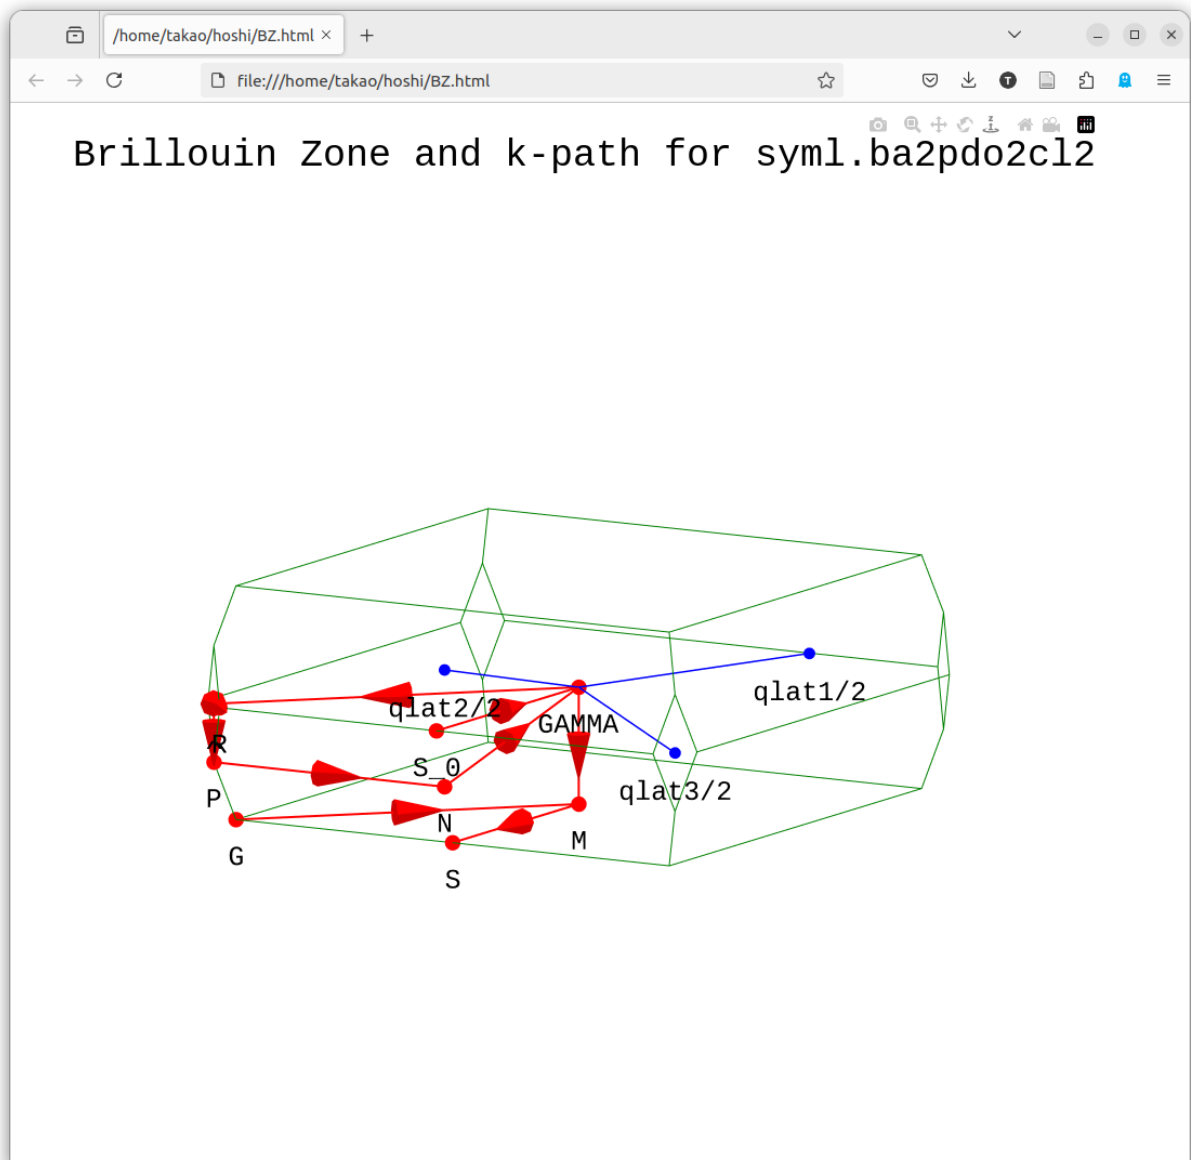 /home/takao/hoshi/BZ.html
file:///home/takao/hoshi/BZ.html
T
Brillouin Zone and k-path for syml.ba2pdo2cl2
qlat1/2
qlat2/2
GAMMA
R
S_0
qlat3/2
P
N
M
G
S